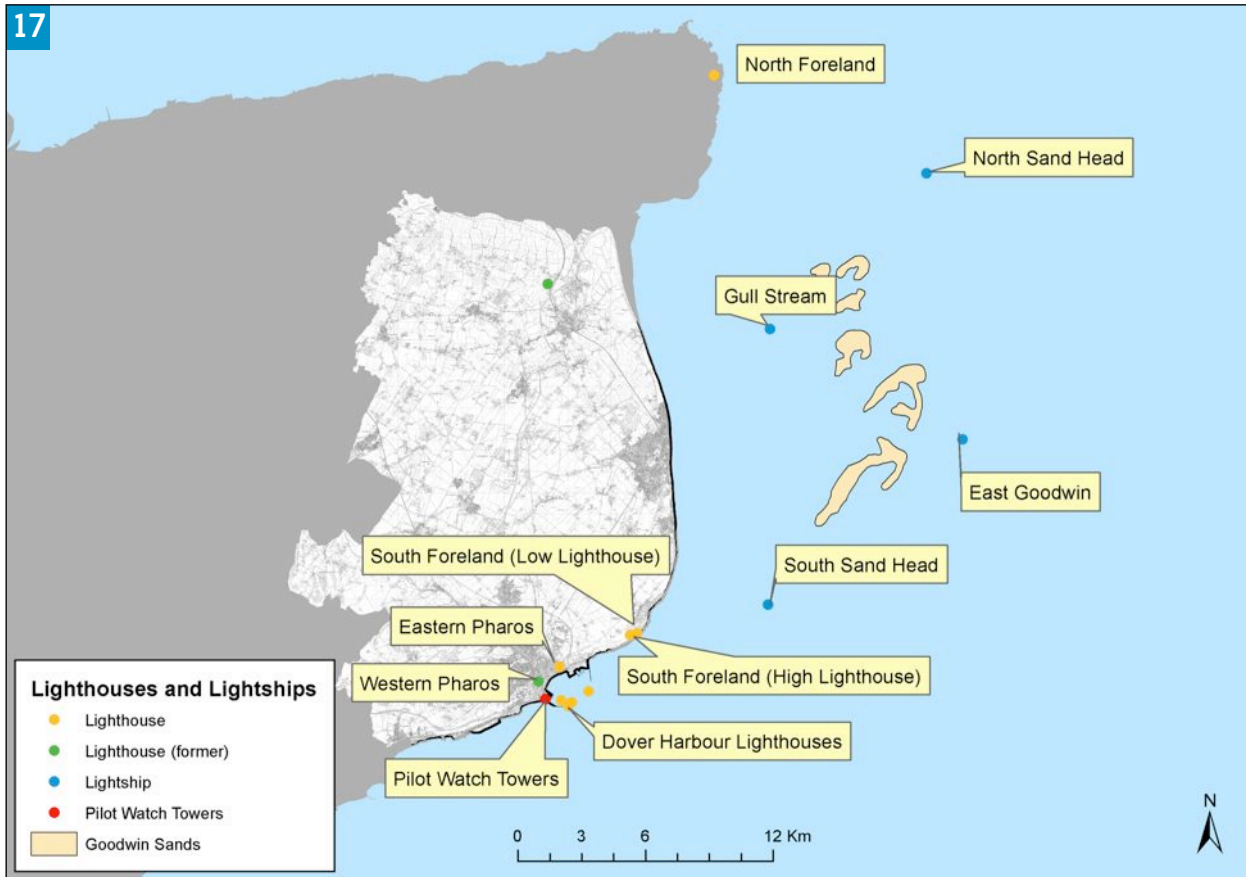 17
North Foreland
North Sand Head
Gull Stream
East Goodwin
South Foreland (Low Lighthouse)
South Sand Head
Eastern Pharos
South Foreland (High Lighthouse)
Western Pharos
Dover Harbour Lighthouses
Pilot Watch Towers
Lighthouses and Lightships
Lighthouse
Lighthouse (former)
Lightship
Pilot Watch Towers
Goodwin Sands
0 3 6 12 Km
N